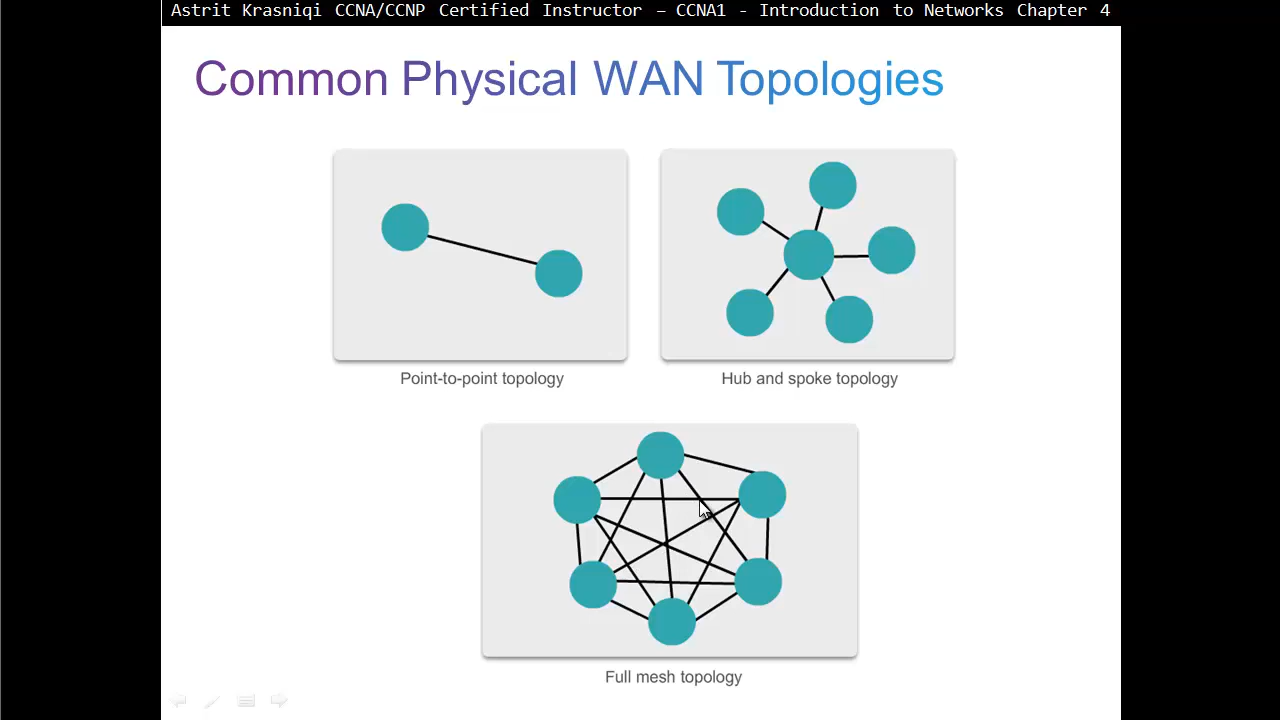 Astrit Krasniqi CCNA/CCNP Certified Instructor – CCNA1 - Introduction to Networks Chapter 4
Common Physical WAN Topologies
Point-to-point topology
Hub and spoke topology
Full mesh topology